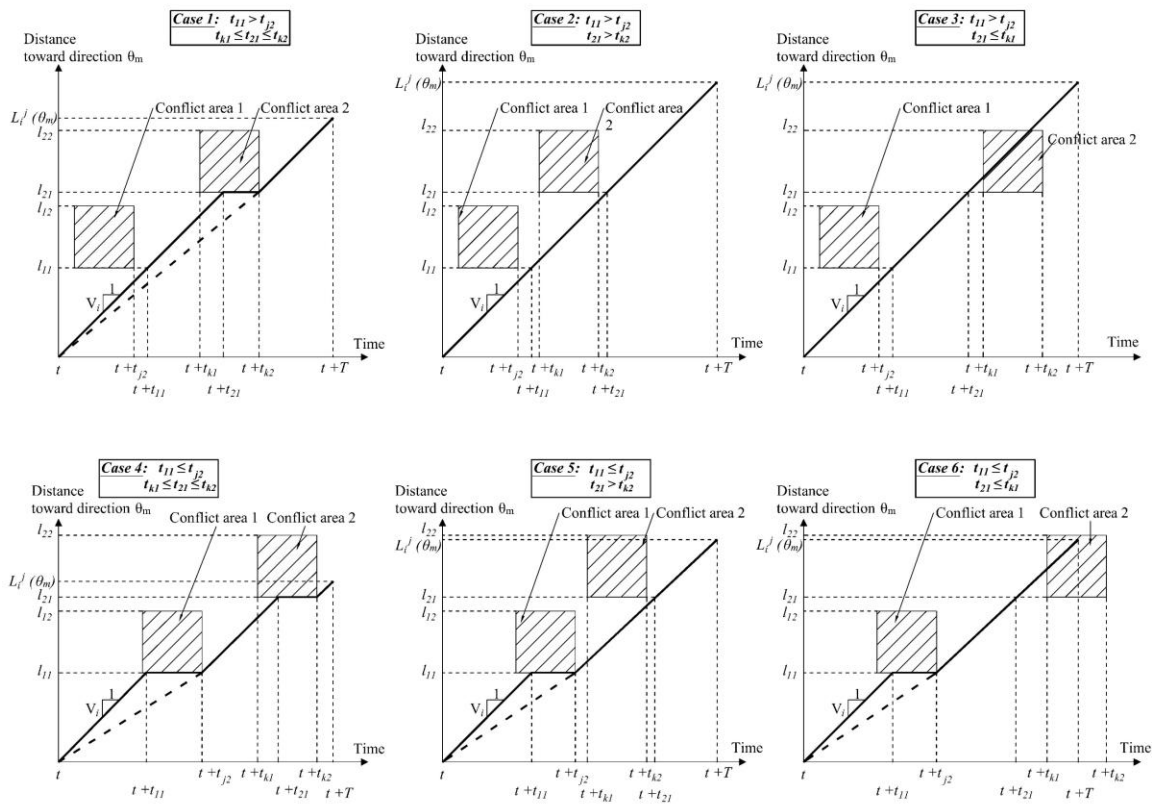 Case 1: t11 > tj2
tk1 ≤ t21 ≤ tk2
Distance
toward direction θm
Li^j (θm)
Conflict area 1
Conflict area 2
l22
l21
l12
l11
1
Vi
Time
t
t+tj2
t+tk1
t+tk2
t+T
t+t11
t+t21
Case 2: t11 > tj2
t21 > tk2
Distance
toward direction θm
Li^j (θm)
Conflict area 1
Conflict area
2
l22
l21
l12
l11
1
Vi
Time
t
t+tj2
t+tk1
t+tk2
t+T
t+t11
t+t21
Case 3: t11 > tj2
t21 ≤ tk1
Distance
toward direction θm
Li^j (θm)
Conflict area 1
l22
Conflict area 2
l21
l12
l11
1
Vi
Time
t
t+tj2
t+tk1
t+tk2
t+T
t+t11
t+t21
Case 4: t11 ≤ tj2
tk1 ≤ t21 ≤ tk2
Distance
toward direction θm
Conflict area 1
Conflict area 2
l22
Li^j (θm)
l21
l12
l11
1
Vi
Time
t
t+tj2
t+tk1
t+tk2
t+t11
t+t21
t+T
Case 5: t11 ≤ tj2
t21 > tk2
Distance
toward direction θm
Conflict area 1
Conflict area 2
l22
Li^j (θm)
l21
l12
l11
1
Vi
Time
t
t+tj2
t+tk2
t+T
t+t11
t+tk1
t+t21
Case 6: t11 ≤ tj2
t21 ≤ tk1
Distance
toward direction θm
Conflict area 1
Conflict area 2
l22
Li^j (θm)
l21
l12
l11
1
Vi
Time
t
t+tj2
t+tk1
t+tk2
t+t11
t+t21
t+T